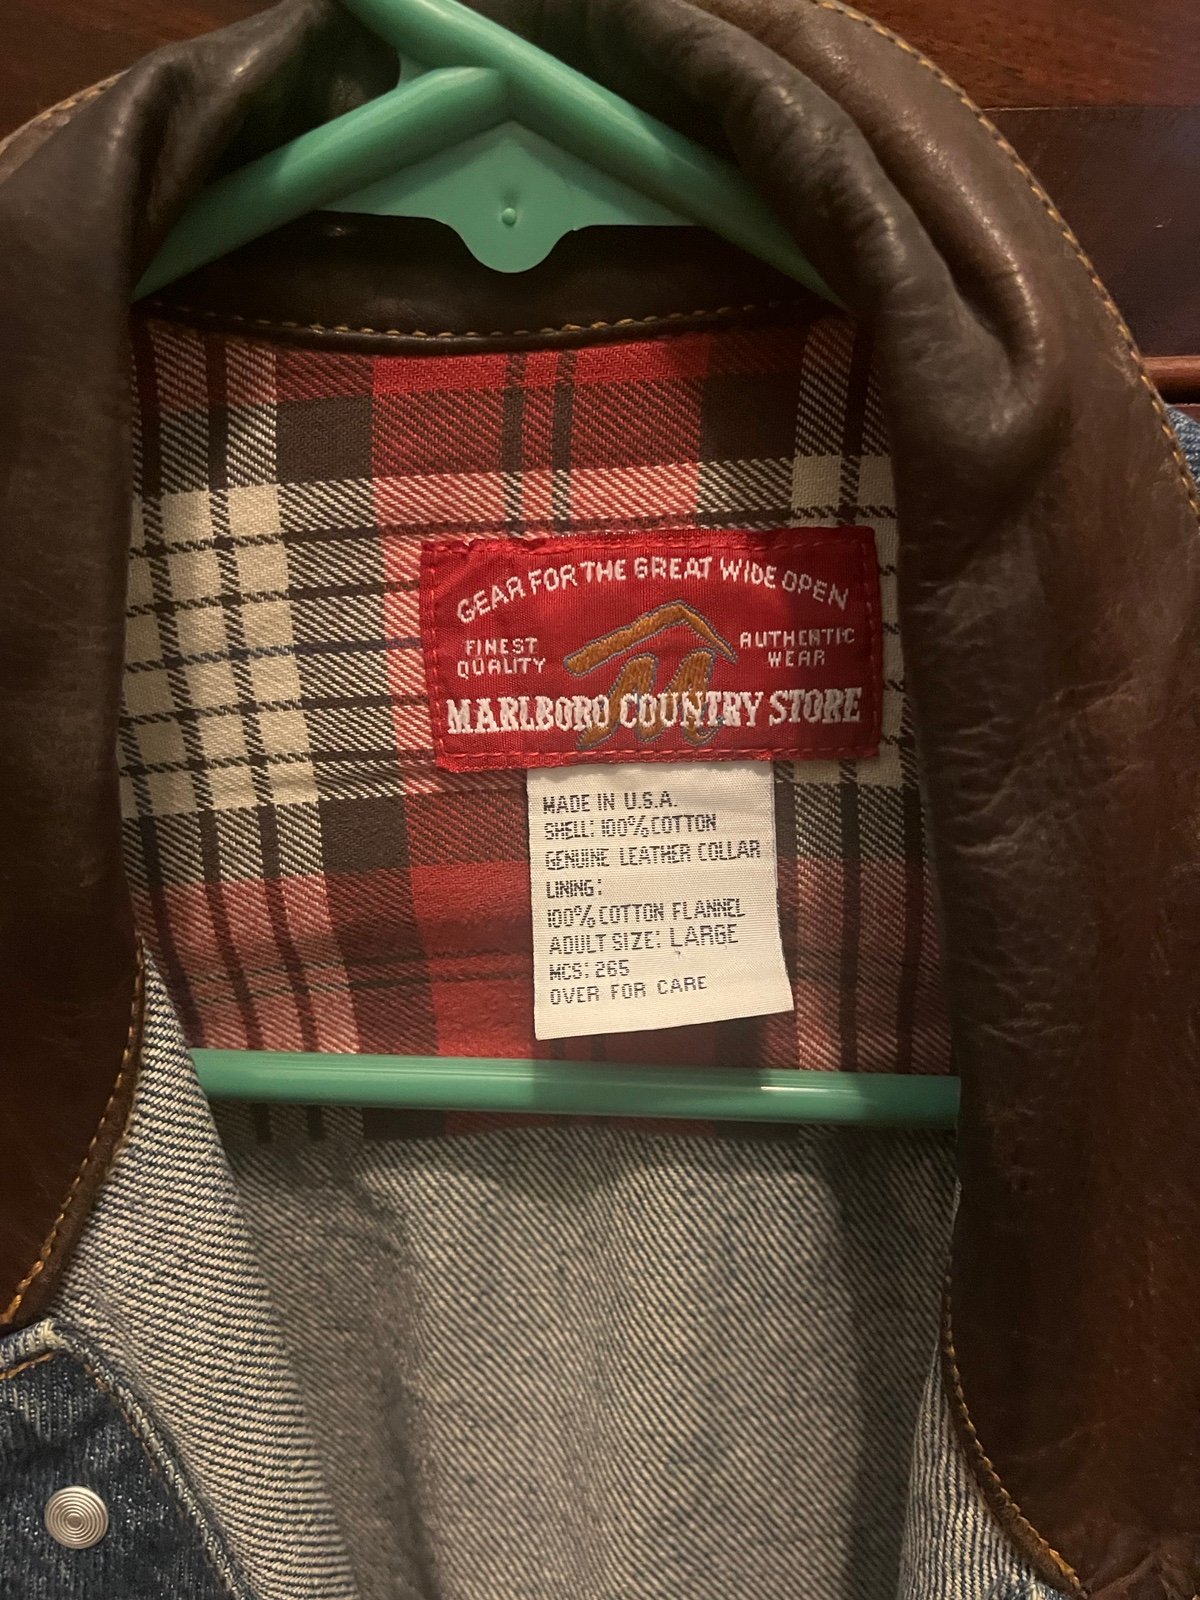 GEAR FOR THE GREAT WIDE OPEN
FINEST
QUALITY
AUTHENTIC
WEAR
MARLBORO COUNTRY STORE
MADE IN U.S.A.
SHELL: 100% COTTON
GENUINE LEATHER COLLAR
LINING:
100% COTTON FLANNEL
ADULT SIZE: LARGE
MCS: 265
OVER FOR CARE